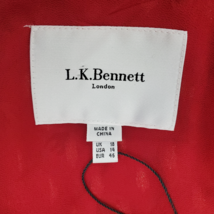 L.K.Bennett
London
MADE IN
CHINA
UK 18
USA 14
EUR 46